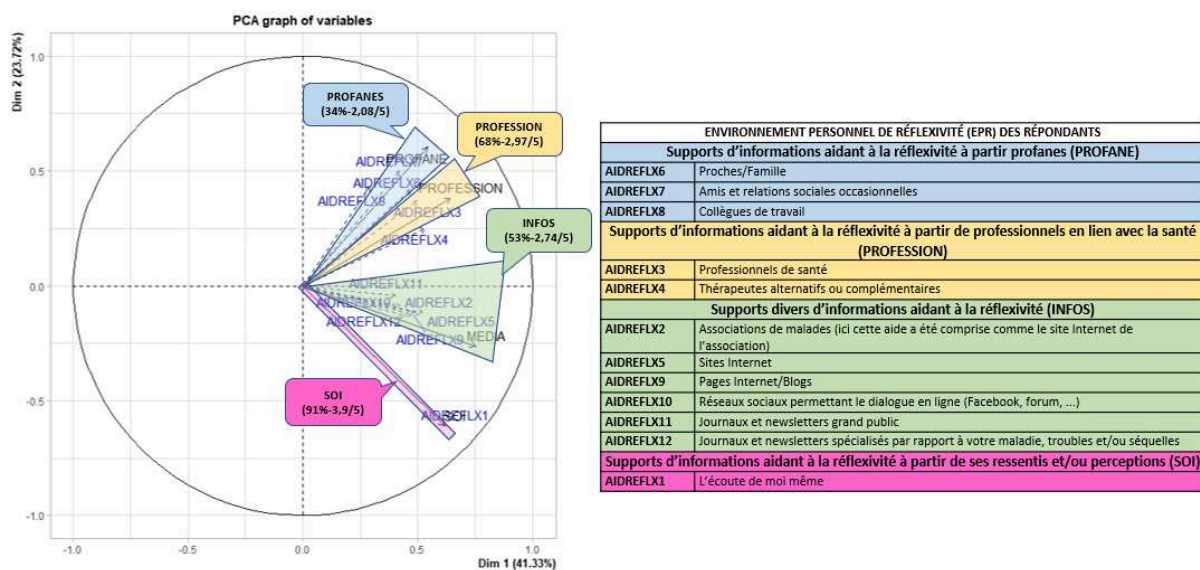 PCA graph of variables
Dim 2 (23.72%)
1.0
0.5
0.0
-0.5
-1.0
PROFANES
(34%-2,08/5)
PROFESSION
(68%-2,97/5)
INFOS
(53%-2,74/5)
SOI
(91%-3,9/5)
PROFANE
AIDREFLX6
AIDREFLX8
PROFESSION
AIDREFLX3
AIDREFLX4
AIDREFLX11
AIDREFLX10
AIDREFLX2
AIDREFLX12
AIDREFLX5
AIDREFLX9
MEDIA
AIDREFLX1
-1.0
-0.5
0.0
0.5
1.0
Dim 1 (41.33%)
ENVIRONNEMENT PERSONNEL DE RÉFLEXIVITÉ (EPR) DES RÉPONDANTS
Supports d'informations aidant à la réflexivité à partir profanes (PROFANE)
AIDREFLX6 Proches/Famille
AIDREFLX7 Amis et relations sociales occasionnelles
AIDREFLX8 Collègues de travail
Supports d'informations aidant à la réflexivité à partir de professionnels en lien avec la santé
(PROFESSION)
AIDREFLX3 Professionnels de santé
AIDREFLX4 Thérapeutes alternatifs ou complémentaires
Supports divers d'informations aidant à la réflexivité (INFOS)
AIDREFLX2 Associations de malades (ici cette aide a été comprise comme le site Internet de
l'association)
AIDREFLX5 Sites Internet
AIDREFLX9 Pages Internet/Blogs
AIDREFLX10 Réseaux sociaux permettant le dialogue en ligne (Facebook, forum, ...)
AIDREFLX11 Journaux et newsletters grand public
AIDREFLX12 Journaux et newsletters spécialisés par rapport à votre maladie, troubles et/ou séquelles
Supports d'informations aidant à la réflexivité à partir de ses ressentis et/ou perceptions (SOI)
AIDREFLX1 L'écoute de moi même